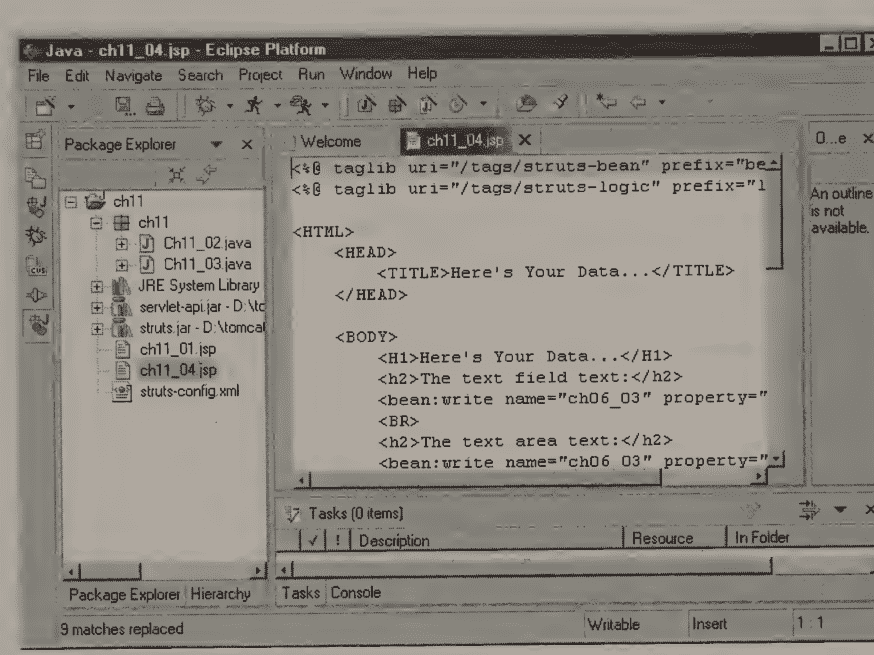 Java - ch11_04.jsp - Eclipse Platform
File Edit Navigate Search Project Run Window Help
Package Explorer
Welcome
ch11_04.jsp
O...e
ch11
ch11
Ch11_02.java
Ch11_03.java
JRE System Library
servlet-api.jar - D:\to
struts.jar - D:\tomcal
ch11_01.jsp
ch11_04.jsp
struts-config.xml
<%@ taglib uri="/tags/struts-bean" prefix="be
<%@ taglib uri="/tags/struts-logic" prefix="l
<HTML>
<HEAD>
<TITLE>Here's Your Data...</TITLE>
</HEAD>
<BODY>
<H1>Here's Your Data...</H1>
<h2>The text field text:</h2>
<bean:write name="ch06_03" property="
<BR>
<h2>The text area text:</h2>
<bean:write name="ch06_03" property="
An outline
is not
available.
Tasks (0 items)
✓ ! Description Resource In Folder
Package Explorer Hierarchy
Tasks Console
9 matches replaced
Writable
Insert
1 : 1